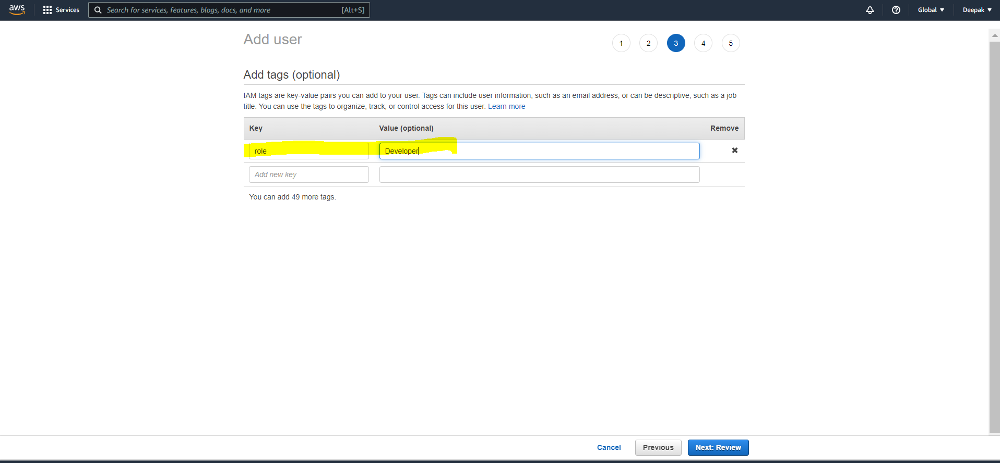 aws Services Search for services, features, blogs, docs, and more [Alt+S] Global Deepak
Add user 1 2 3 4 5
Add tags (optional)
IAM tags are key-value pairs you can add to your user. Tags can include user information, such as an email address, or can be descriptive, such as a job
title. You can use the tags to organize, track, or control access for this user. Learn more
Key Value (optional) Remove
role Developer
Add new key
You can add 49 more tags.
Cancel Previous Next: Review